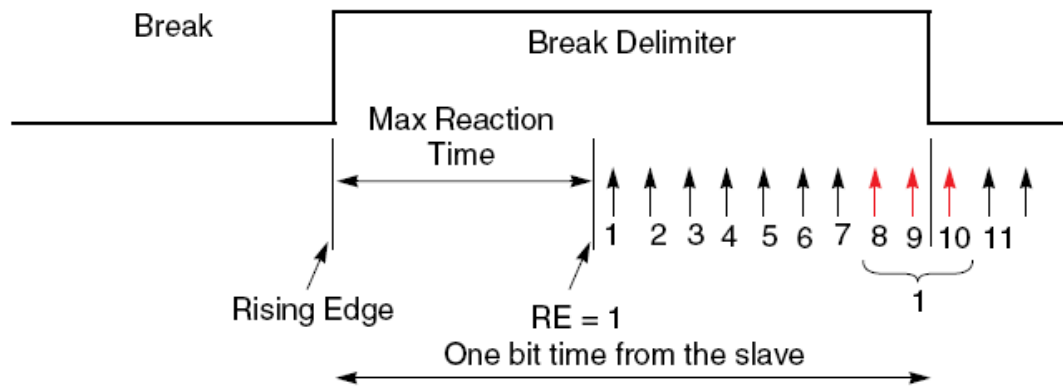 Break
Break Delimiter
Max Reaction
Time
1 2 3 4 5 6 7 8 9 10 11
1
Rising Edge
RE = 1
One bit time from the slave